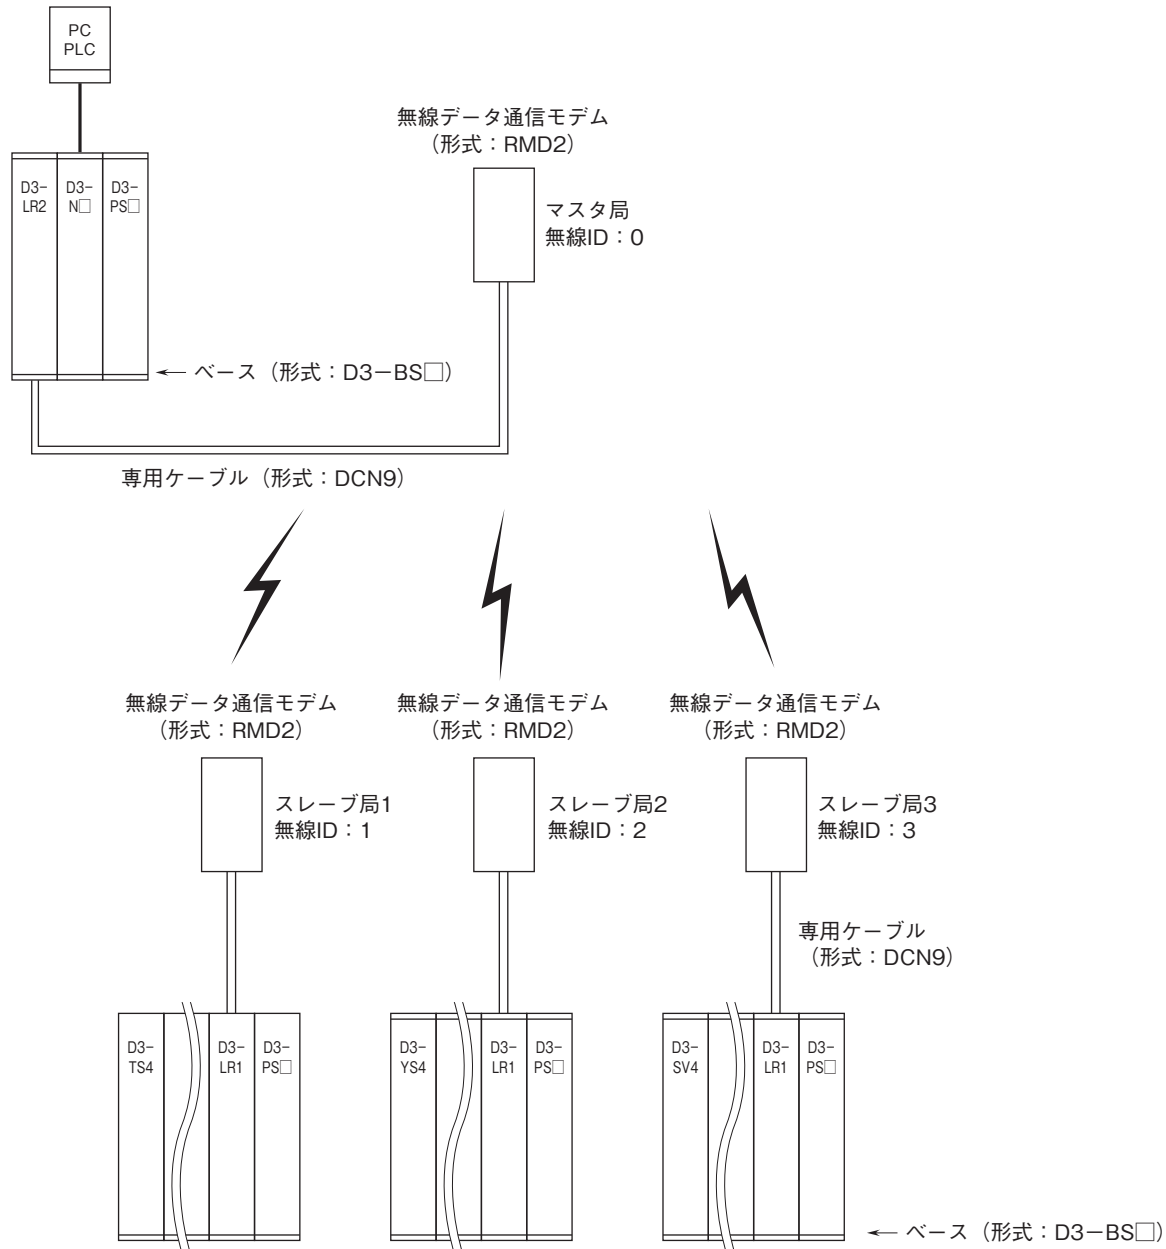 PC
PLC
無線データ通信モデム
（形式：RMD2）
D3-
LR2
D3-
N□
D3-
PS□
マスタ局
無線ID：0
← ベース（形式：D3−BS□）
専用ケーブル（形式：DCN9）
無線データ通信モデム
（形式：RMD2）
無線データ通信モデム
（形式：RMD2）
無線データ通信モデム
（形式：RMD2）
スレーブ局1
無線ID：1
スレーブ局2
無線ID：2
スレーブ局3
無線ID：3
専用ケーブル
（形式：DCN9）
D3-
TS4
D3-
LR1
D3-
PS□
D3-
YS4
D3-
LR1
D3-
PS□
D3-
SV4
D3-
LR1
D3-
PS□
← ベース（形式：D3−BS□）